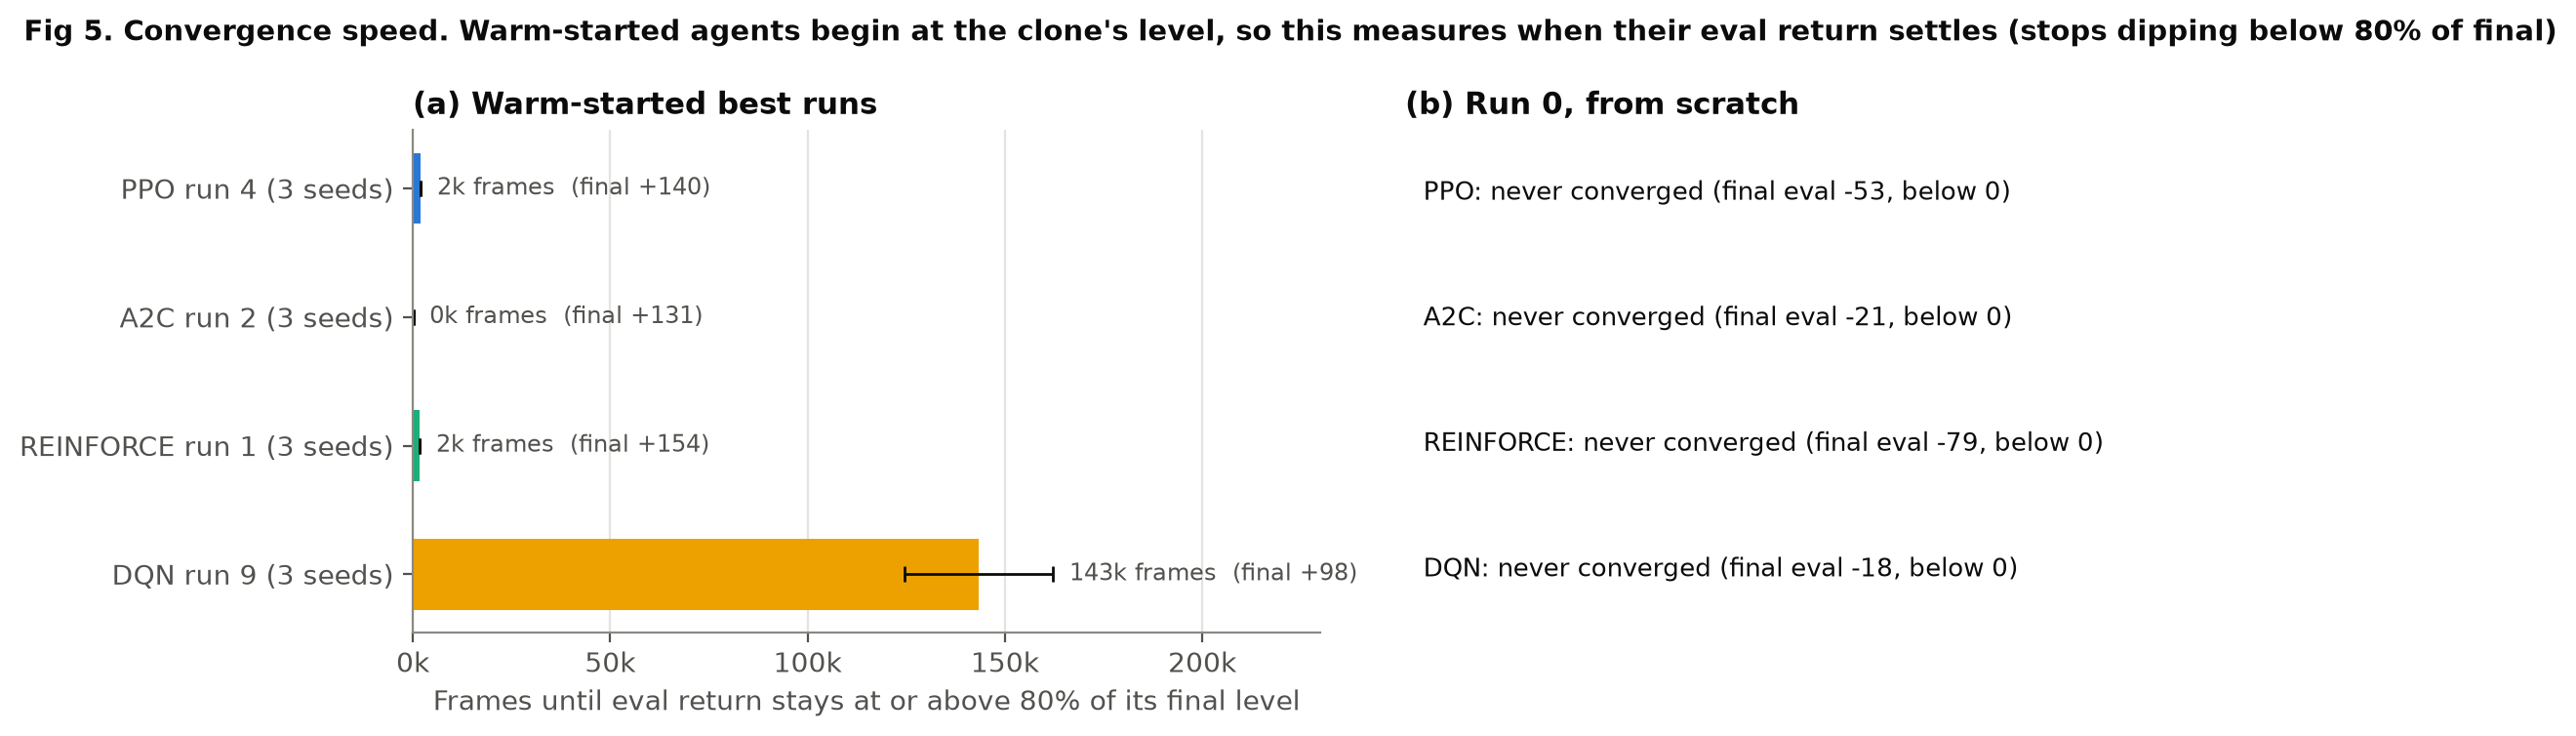 Fig 5. Convergence speed. Warm-started agents begin at the clone's level, so this measures when their eval return settles (stops dipping below 80% of final)
(a) Warm-started best runs
PPO run 4 (3 seeds)
2k frames (final +140)
A2C run 2 (3 seeds)
0k frames (final +131)
REINFORCE run 1 (3 seeds)
2k frames (final +154)
DQN run 9 (3 seeds)
143k frames (final +98)
0k 50k 100k 150k 200k
Frames until eval return stays at or above 80% of its final level
(b) Run 0, from scratch
PPO: never converged (final eval -53, below 0)
A2C: never converged (final eval -21, below 0)
REINFORCE: never converged (final eval -79, below 0)
DQN: never converged (final eval -18, below 0)